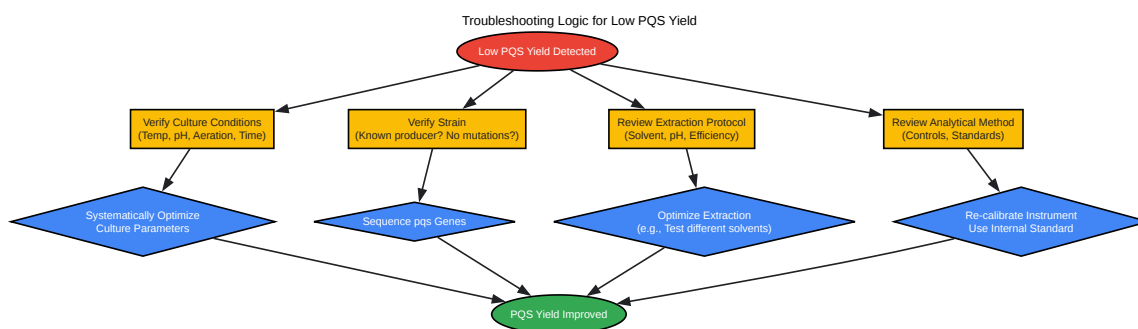 Troubleshooting Logic for Low PQS Yield
Low PQS Yield Detected
Verify Culture Conditions
(Temp, pH, Aeration, Time)
Verify Strain
(Known producer? No mutations?)
Review Extraction Protocol
(Solvent, pH, Efficiency)
Review Analytical Method
(Controls, Standards)
Systematically Optimize
Culture Parameters
Sequence pqs Genes
Optimize Extraction
(e.g., Test different solvents)
Re-calibrate Instrument
Use Internal Standard
PQS Yield Improved